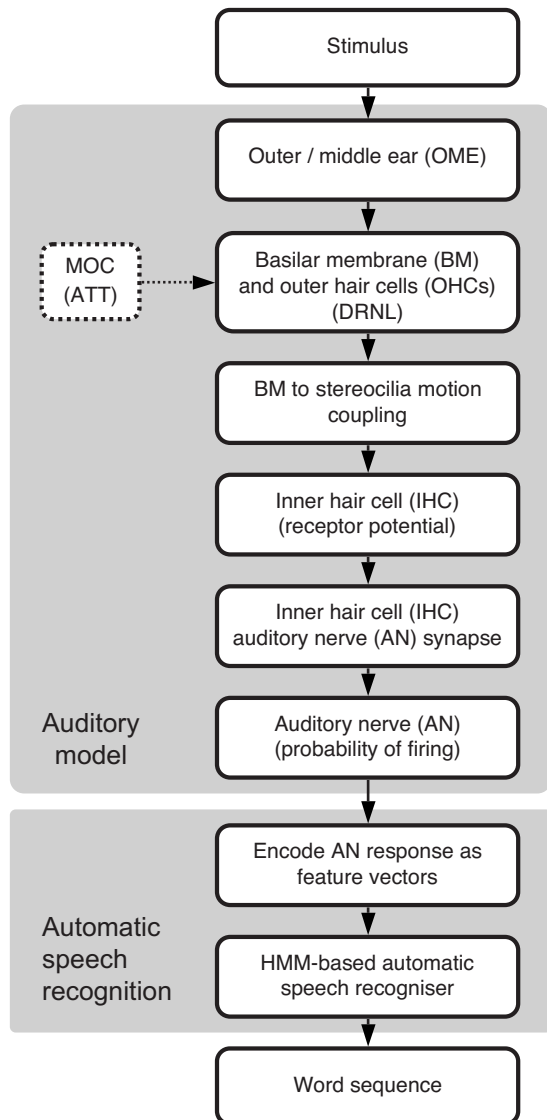 Stimulus
Outer / middle ear (OME)
MOC
(ATT)
Basilar membrane (BM)
and outer hair cells (OHCs)
(DRNL)
BM to stereocilia motion
coupling
Inner hair cell (IHC)
(receptor potential)
Inner hair cell (IHC)
auditory nerve (AN) synapse
Auditory
model
Auditory nerve (AN)
(probability of firing)
Encode AN response as
feature vectors
Automatic
speech
recognition
HMM-based automatic
speech recogniser
Word sequence